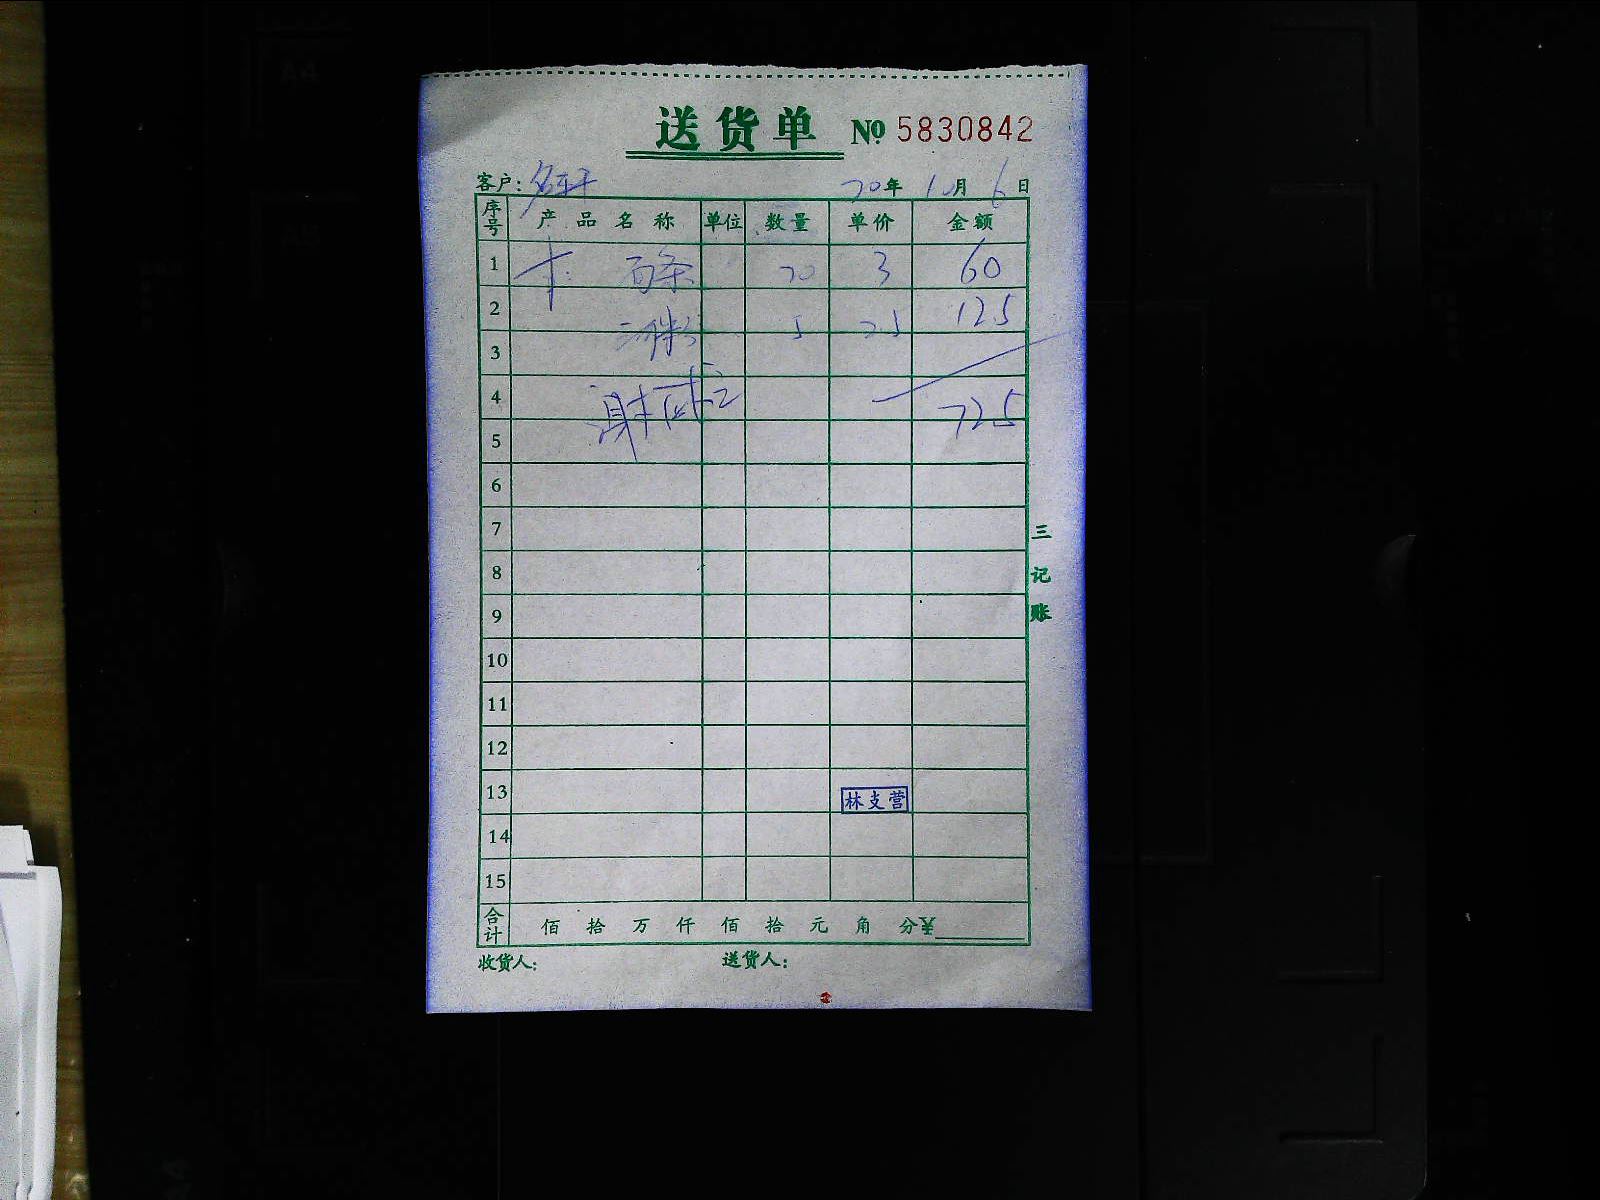 送货单 № 5830842
客户: 20年 10月 6日
序号 产品名称 单位 数量 单价 金额
1 面条 20 3 60
2 河粉 5 25 125
3
4 725
5
6
7
8
9
10
11
12
13 林支营
14
15
合计 佰 拾 万 仟 佰 拾 元 角 分¥
收货人: 送货人:
三记账